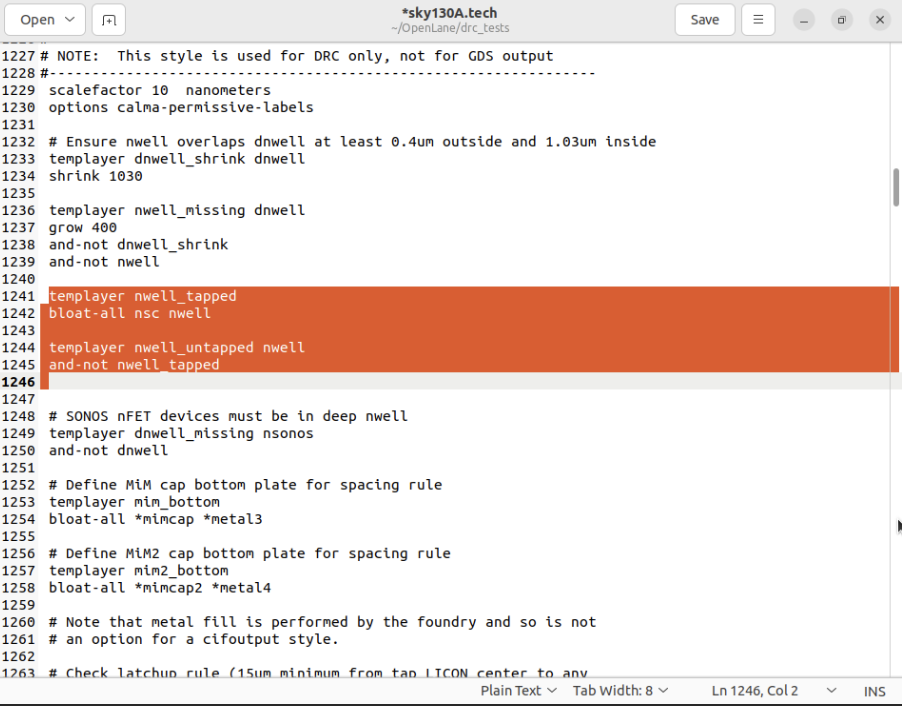 Open
*sky130A.tech
~/OpenLane/drc_tests
Save
1227 # NOTE:  This style is used for DRC only, not for GDS output
1228 #----------------------------------------------------------------
1229  scalefactor 10  nanometers
1230  options calma-permissive-labels
1231
1232  # Ensure nwell overlaps dnwell at least 0.4um outside and 1.03um inside
1233  templayer dnwell_shrink dnwell
1234  shrink 1030
1235
1236  templayer nwell_missing dnwell
1237  grow 400
1238  and-not dnwell_shrink
1239  and-not nwell
1240
1241  templayer nwell_tapped
1242  bloat-all nsc nwell
1243
1244  templayer nwell_untapped nwell
1245  and-not nwell_tapped
1246
1247
1248  # SONOS nFET devices must be in deep nwell
1249  templayer dnwell_missing nsonos
1250  and-not dnwell
1251
1252  # Define MiM cap bottom plate for spacing rule
1253  templayer mim_bottom
1254  bloat-all *mimcap *metal3
1255
1256  # Define MiM2 cap bottom plate for spacing rule
1257  templayer mim2_bottom
1258  bloat-all *mimcap2 *metal4
1259
1260  # Note that metal fill is performed by the foundry and so is not
1261  # an option for a cifoutput style.
1262
1263  # Check latchup rule (15um minimum from tap LICON center to any
Plain Text  Tab Width: 8  Ln 1246, Col 2  INS